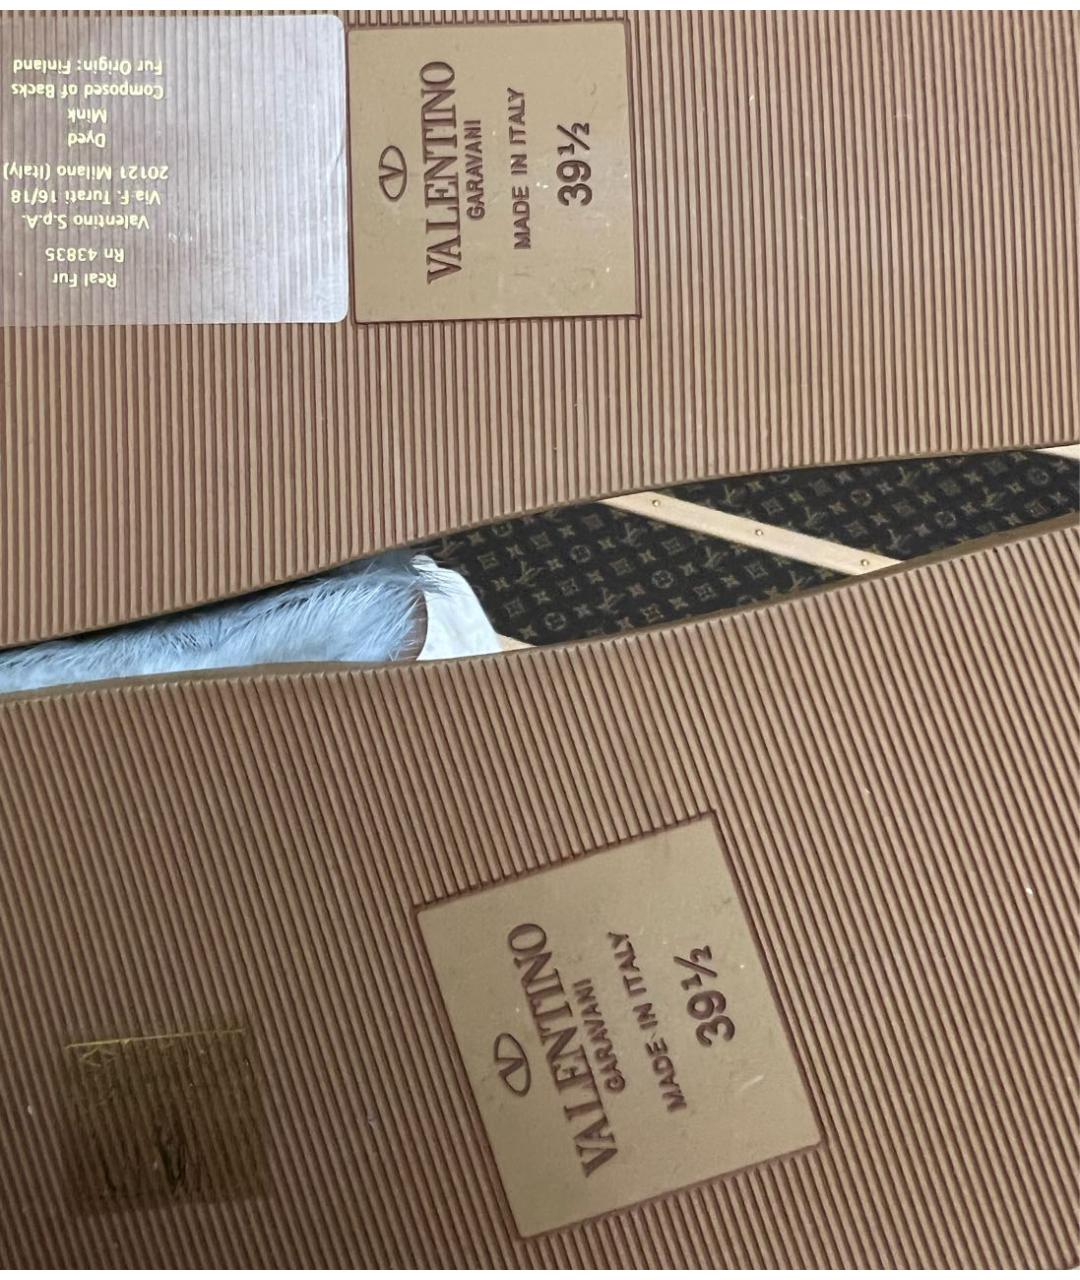 Real Fur
Rn 43835
Valentino S.p.A.
Via F. Turati 16/18
20121 Milano (Italy)
Dyed
Mink
Composed of Backs
Fur Origin: Finland
VALENTINO
GARAVANI
MADE IN ITALY
39½
VALENTINO
GARAVANI
MADE IN ITALY
39½